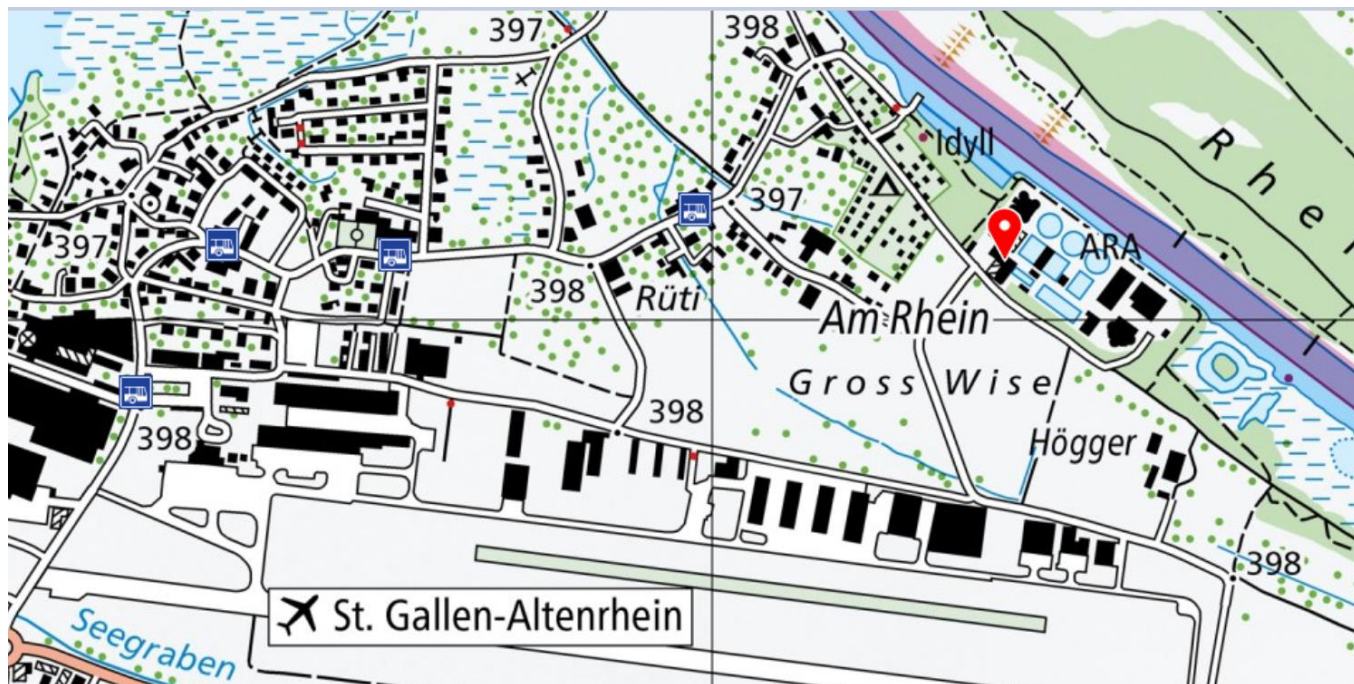 397
398
Idyll
Rhe
397
397
ARA
398
Rüti
Am Rhein
Gross Wise
398
398
Högger
398
St. Gallen-Altenrhein
Seegraben